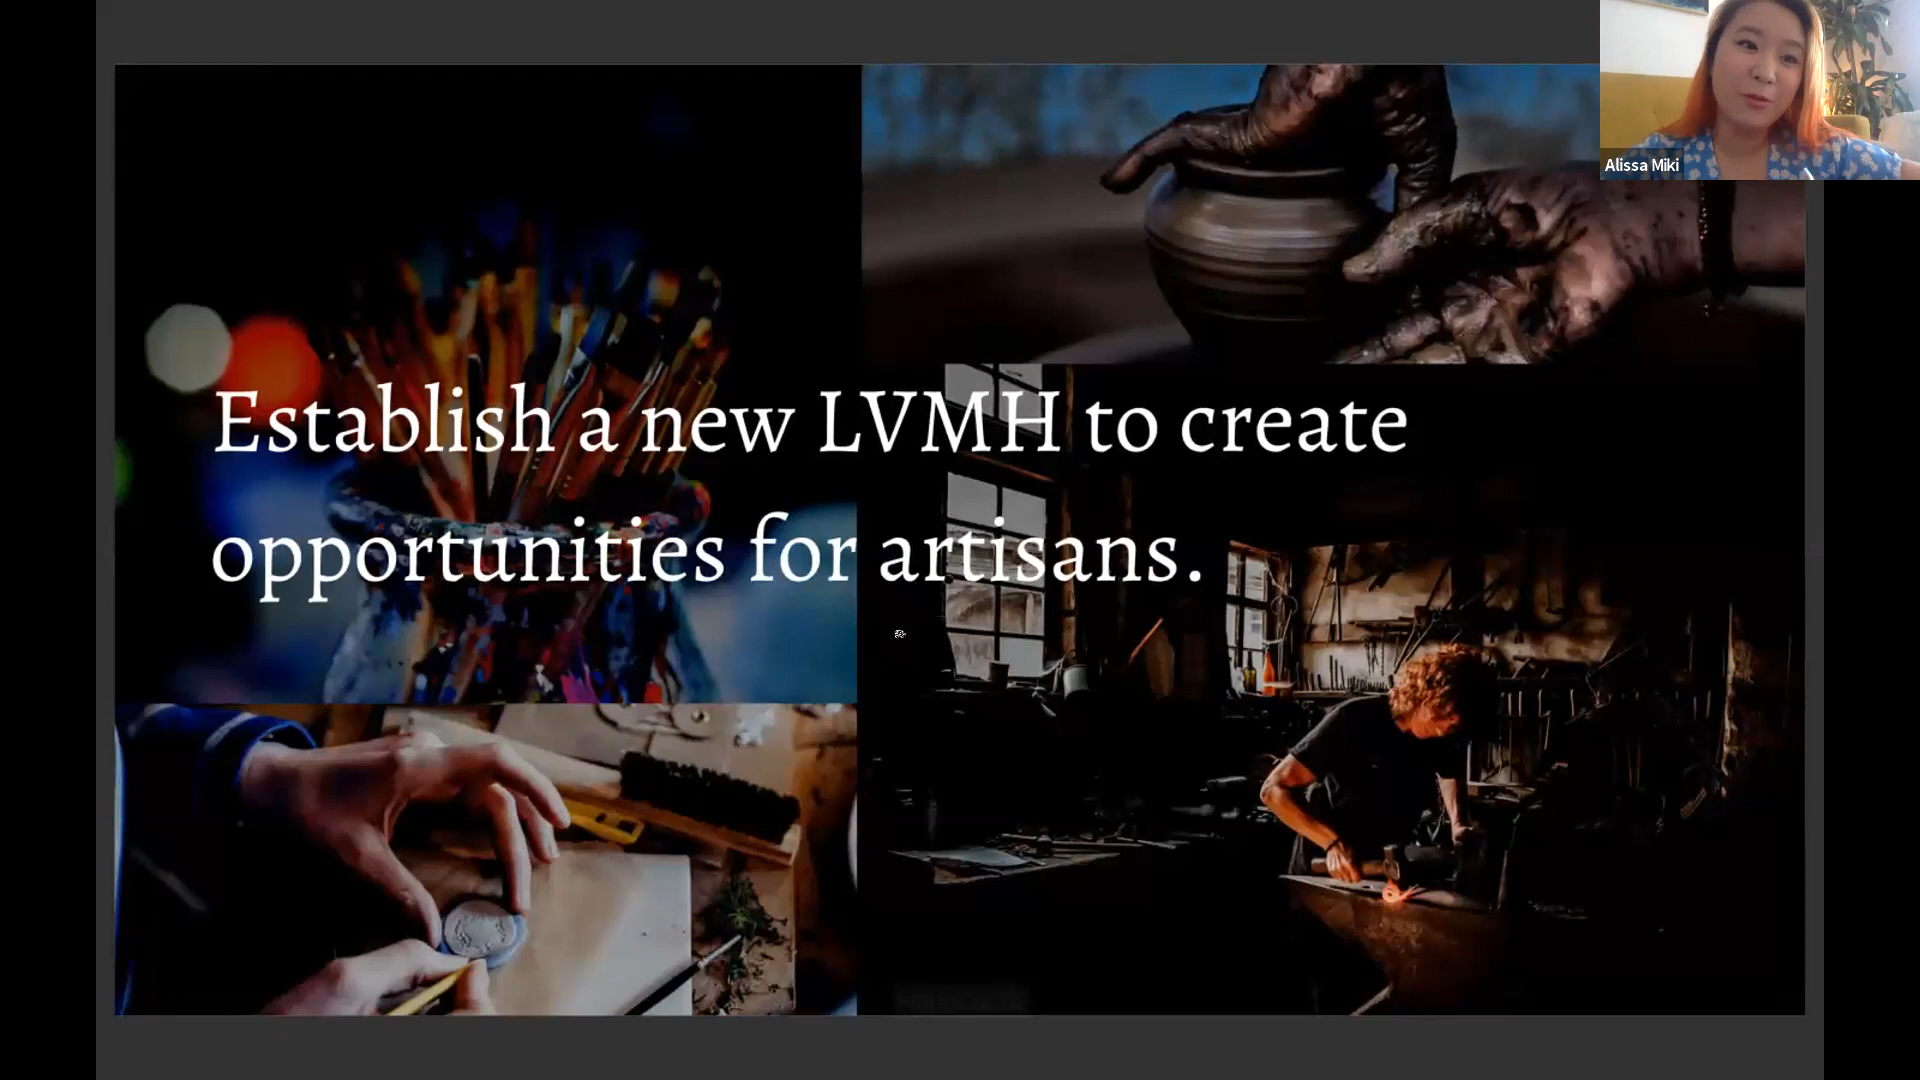 Alissa Miki
Establish a new LVMH to create
opportunities for artisans.